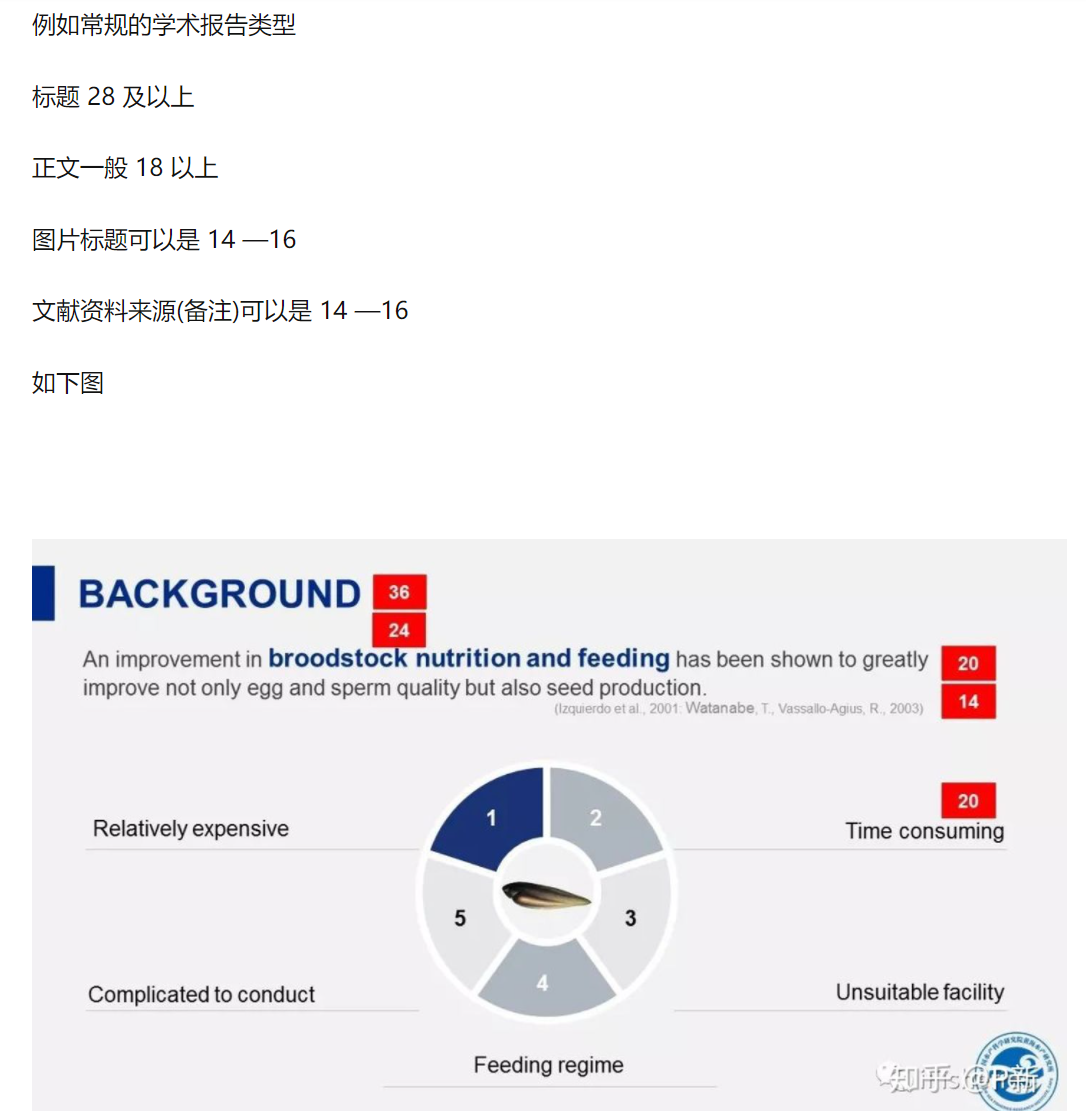 例如常规的学术报告类型
标题 28 及以上
正文一般 18 以上
图片标题可以是 14 —16
文献资料来源(备注)可以是 14 —16
如下图
BACKGROUND 36
24
An improvement in broodstock nutrition and feeding has been shown to greatly 20
improve not only egg and sperm quality but also seed production.
(Izquierdo et al., 2001: Watanabe, T., Vassallo-Agius, R., 2003) 14
1 2
20
Relatively expensive Time consuming
5 3
4
Complicated to conduct Unsuitable facility
Feeding regime
知乎